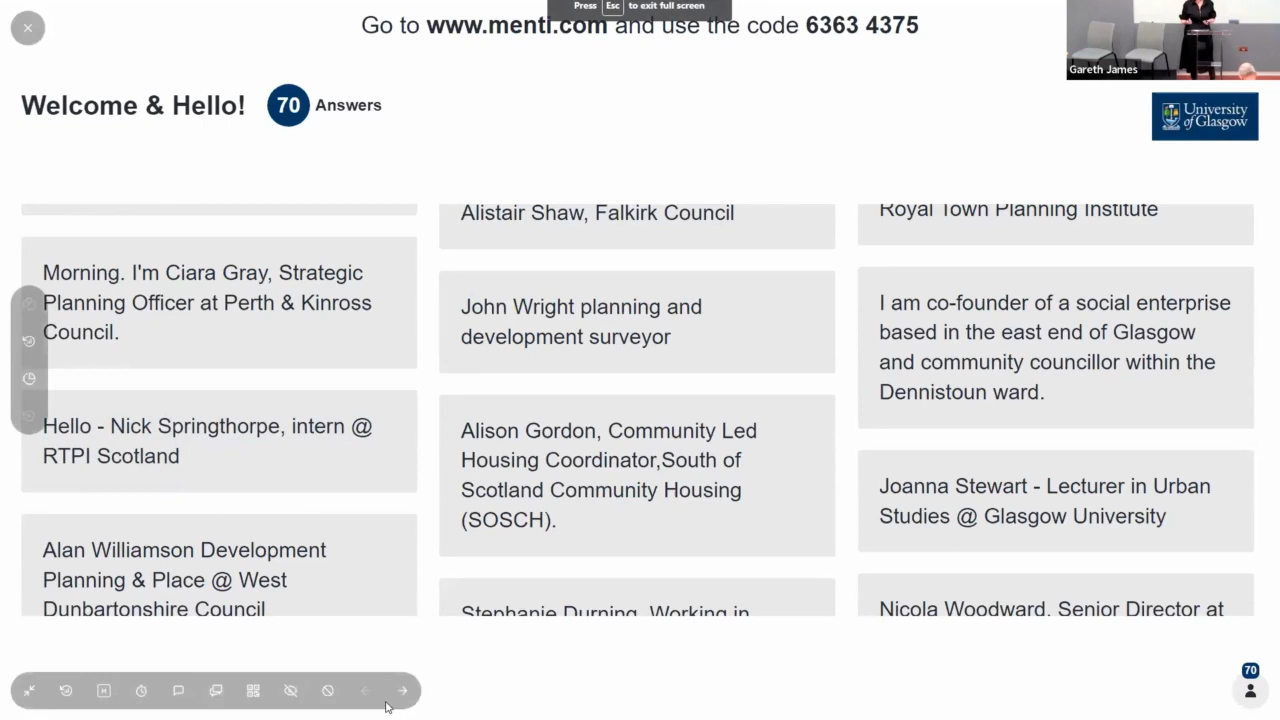 Press Esc to exit full screen
Go to www.menti.com and use the code 6363 4375
Gareth James
Welcome & Hello!
70 Answers
University
of Glasgow
Morning. I'm Ciara Gray, Strategic
Planning Officer at Perth & Kinross
Council.
Hello - Nick Springthorpe, intern @
RTPI Scotland
Alan Williamson Development
Planning & Place @ West
Dunbartonshire Council
Alistair Shaw, Falkirk Council
John Wright planning and
development surveyor
Alison Gordon, Community Led
Housing Coordinator,South of
Scotland Community Housing
(SOSCH).
Stephanie Durning, Working in
Royal Town Planning Institute
I am co-founder of a social enterprise
based in the east end of Glasgow
and community councillor within the
Dennistoun ward.
Joanna Stewart - Lecturer in Urban
Studies @ Glasgow University
Nicola Woodward, Senior Director at
H
70